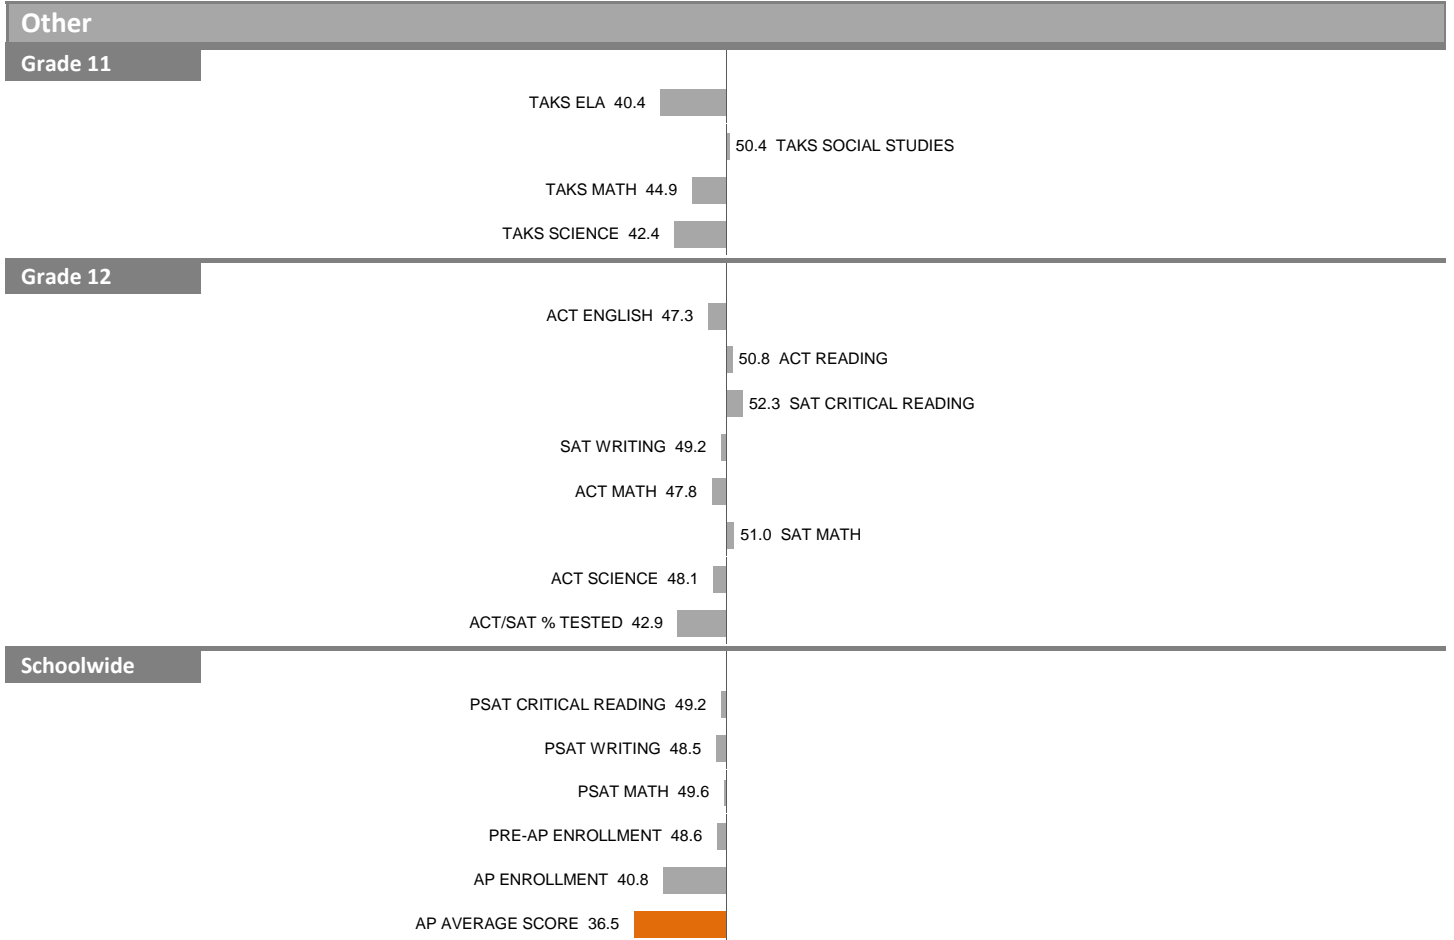 Other
Grade 11
TAKS ELA 40.4
50.4 TAKS SOCIAL STUDIES
TAKS MATH 44.9
TAKS SCIENCE 42.4
Grade 12
ACT ENGLISH 47.3
50.8 ACT READING
52.3 SAT CRITICAL READING
SAT WRITING 49.2
ACT MATH 47.8
51.0 SAT MATH
ACT SCIENCE 48.1
ACT/SAT % TESTED 42.9
Schoolwide
PSAT CRITICAL READING 49.2
PSAT WRITING 48.5
PSAT MATH 49.6
PRE-AP ENROLLMENT 48.6
AP ENROLLMENT 40.8
AP AVERAGE SCORE 36.5